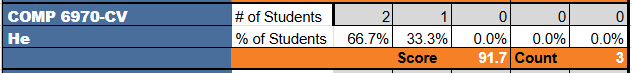 COMP 6970-CV # of Students 2 1 0 0 0
He % of Students 66.7% 33.3% 0.0% 0.0% 0.0%
Score 91.7 Count 3